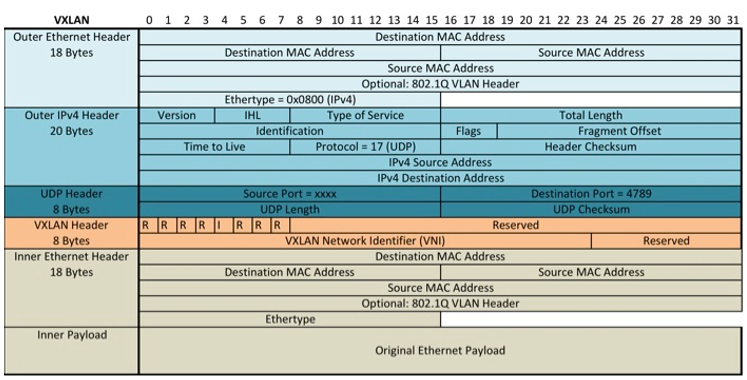 VXLAN 0 1 2 3 4 5 6 7 8 9 10 11 12 13 14 15 16 17 18 19 20 21 22 23 24 25 26 27 28 29 30 31
Outer Ethernet Header Destination MAC Address
18 Bytes Destination MAC Address Source MAC Address
Source MAC Address
Optional: 802.1Q VLAN Header
Ethertype = 0x0800 (IPv4)
Outer IPv4 Header Version IHL Type of Service Total Length
20 Bytes Identification Flags Fragment Offset
Time to Live Protocol = 17 (UDP) Header Checksum
IPv4 Source Address
IPv4 Destination Address
UDP Header Source Port = xxxx Destination Port = 4789
8 Bytes UDP Length UDP Checksum
VXLAN Header R R R R I R R R Reserved
8 Bytes VXLAN Network Identifier (VNI) Reserved
Inner Ethernet Header Destination MAC Address
18 Bytes Destination MAC Address Source MAC Address
Source MAC Address
Optional: 802.1Q VLAN Header
Ethertype
Inner Payload
Original Ethernet Payload